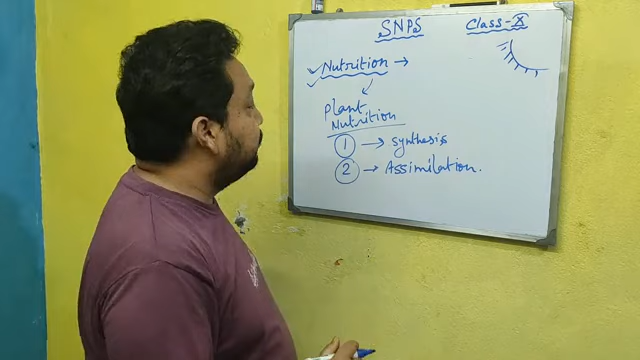 SNPS
Class-X
Nutrition →
Plant
Nutrition
1 → Synthesis
2 → Assimilation.